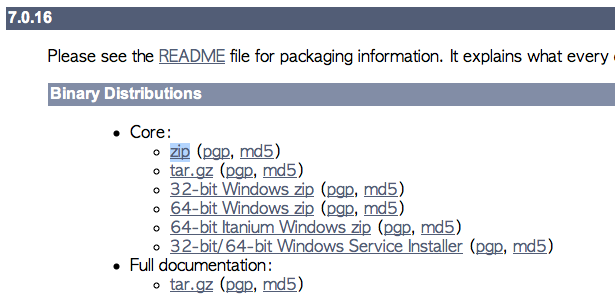 7.0.16
Please see the README file for packaging information. It explains what every
Binary Distributions
Core:
zip (pgp, md5)
tar.gz (pgp, md5)
32-bit Windows zip (pgp, md5)
64-bit Windows zip (pgp, md5)
64-bit Itanium Windows zip (pgp, md5)
32-bit/64-bit Windows Service Installer (pgp, md5)
Full documentation:
tar.gz (pgp, md5)